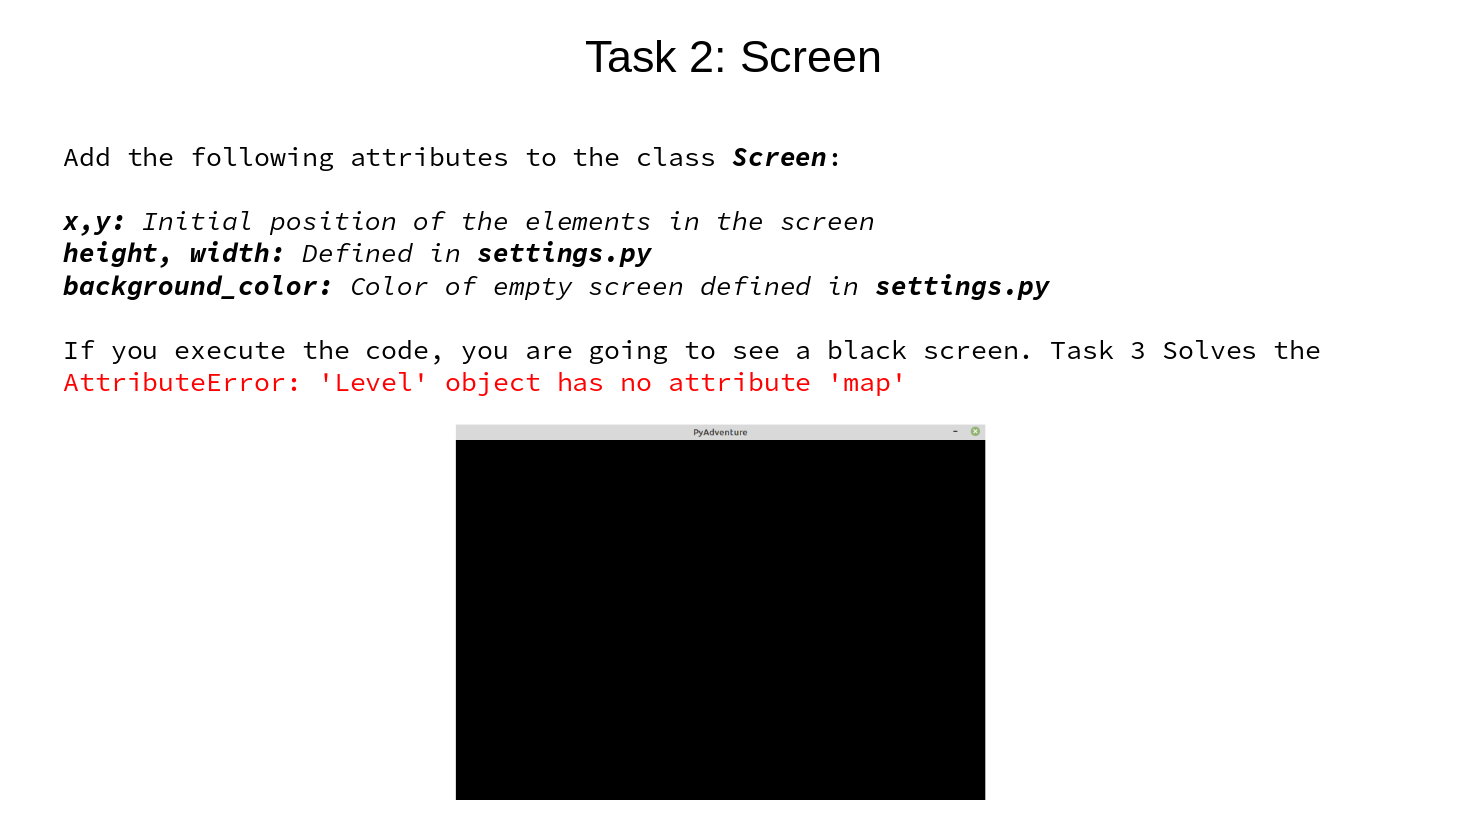 Task 2: Screen
Add the following attributes to the class Screen:
x,y: Initial position of the elements in the screen
height, width: Defined in settings.py
background_color: Color of empty screen defined in settings.py
If you execute the code, you are going to see a black screen. Task 3 Solves the
AttributeError: 'Level' object has no attribute 'map'
PyAdventure